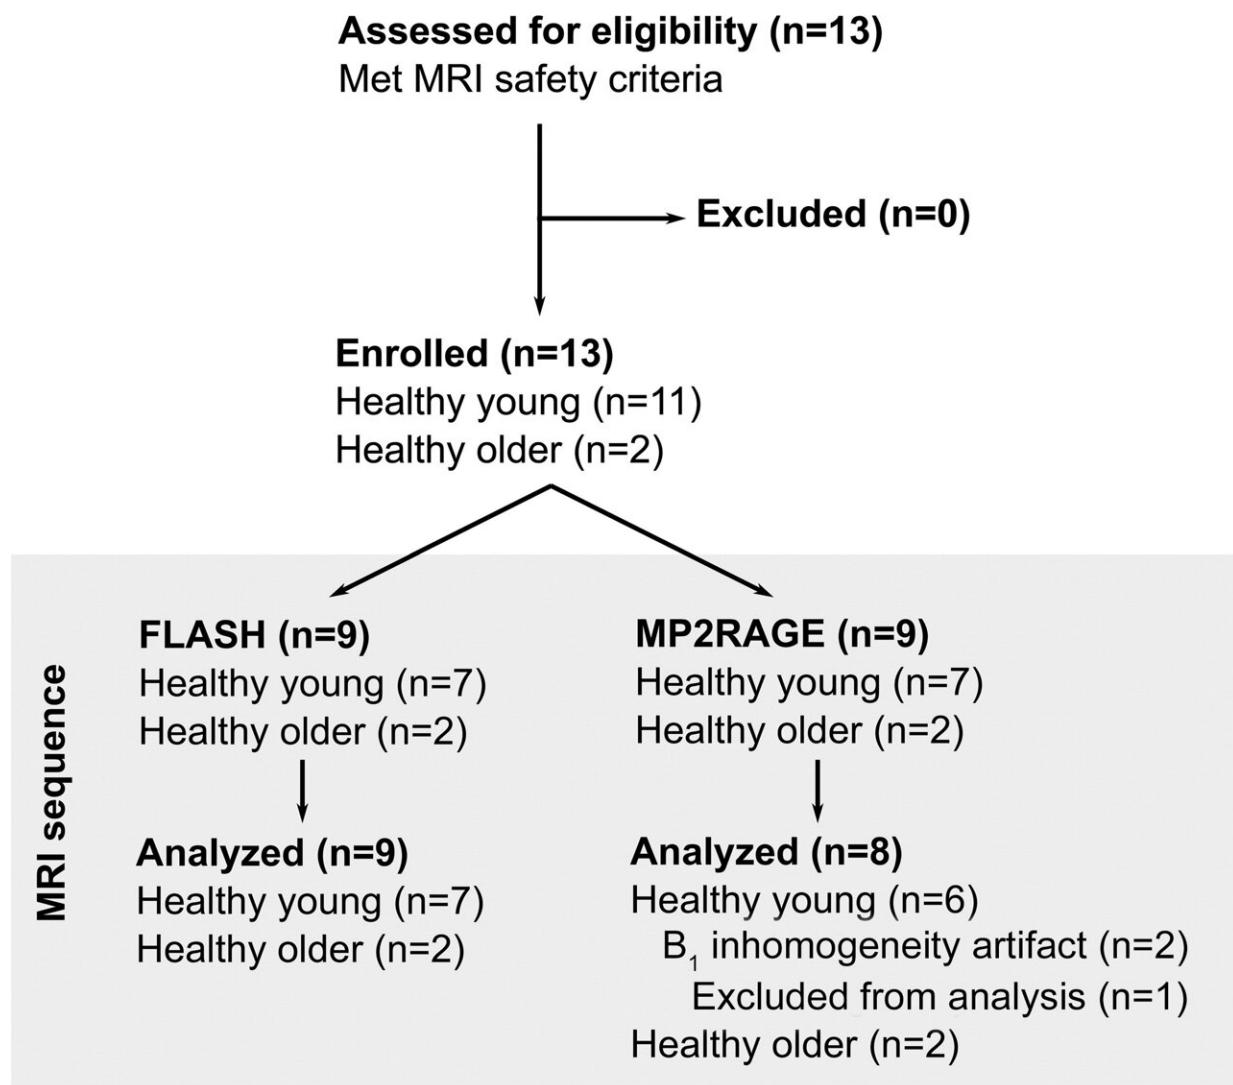 Assessed for eligibility (n=13)
Met MRI safety criteria
Excluded (n=0)
Enrolled (n=13)
Healthy young (n=11)
Healthy older (n=2)
MRI sequence
FLASH (n=9)
Healthy young (n=7)
Healthy older (n=2)
Analyzed (n=9)
Healthy young (n=7)
Healthy older (n=2)
MP2RAGE (n=9)
Healthy young (n=7)
Healthy older (n=2)
Analyzed (n=8)
Healthy young (n=6)
B₁ inhomogeneity artifact (n=2)
Excluded from analysis (n=1)
Healthy older (n=2)